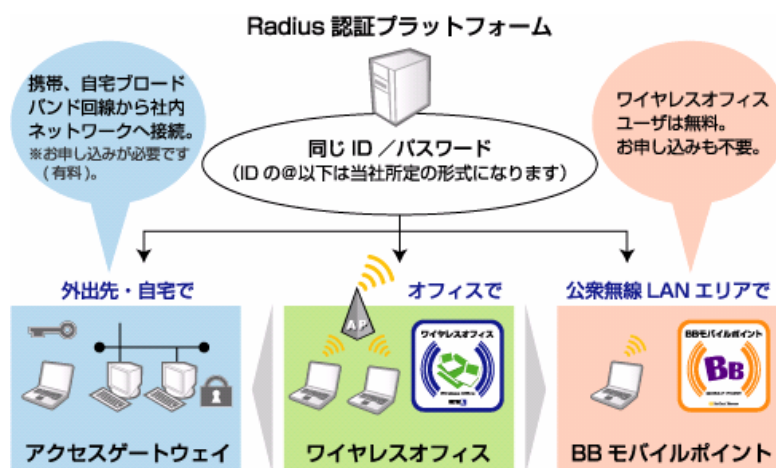 Radius 認証プラットフォーム
携帯、自宅ブロード
バンド回線から社内
ネットワークへ接続。
※お申し込みが必要です
(有料)。
同じ ID ／パスワード
(ID の@以下は当社所定の形式になります)
ワイヤレスオフィス
ユーザは無料。
お申し込みも不要。
外出先・自宅で
オフィスで
公衆無線 LAN エリアで
AP
ワイヤレスオフィス
Wireless Office
BBモバイルポイント
BB
アクセスゲートウェイ
ワイヤレスオフィス
BB モバイルポイント